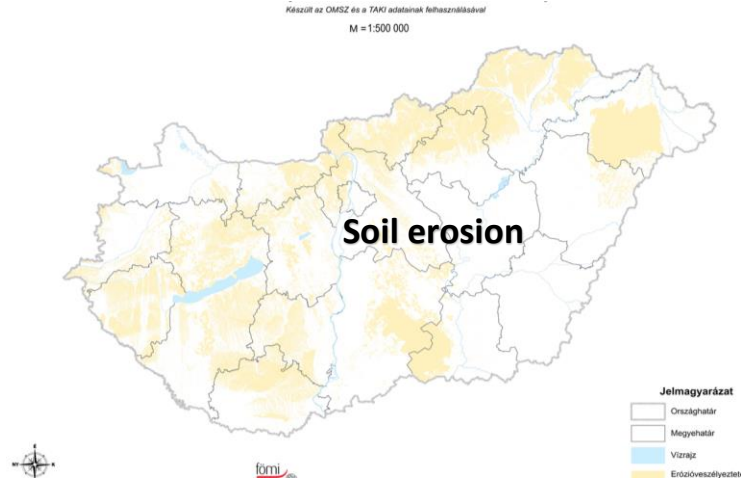 Készült az OMSZ és a TAKI adatainak felhasználásával
M = 1:500 000
Soil erosion
Jelmagyarázat
Országhatár
Megyehatár
Vízrajz
fömi